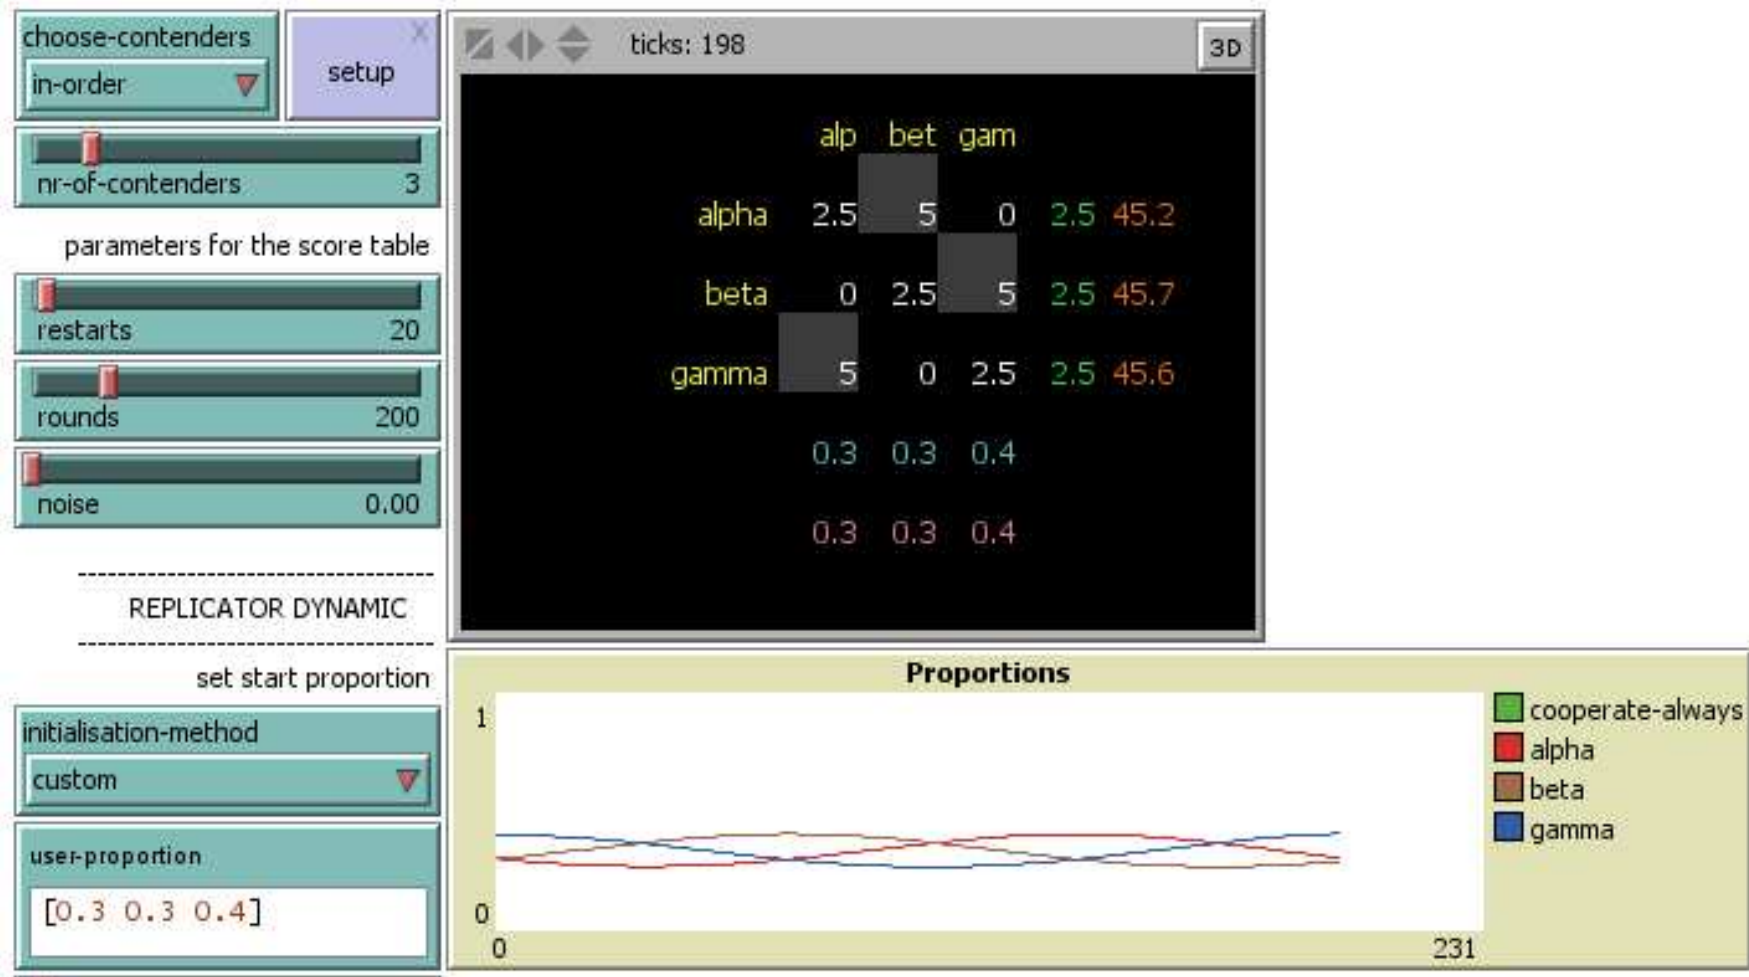 choose-contenders
in-order
X
setup
nr-of-contenders 3
parameters for the score table
restarts 20
rounds 200
noise 0.00
------------------------------------
REPLICATOR DYNAMIC
------------------------------------
set start proportion
initialisation-method
custom
user-proportion
[0.3 0.3 0.4]
ticks: 198
3D
alp bet gam
alpha 2.5 5 0 2.5 45.2
beta 0 2.5 5 2.5 45.7
gamma 5 0 2.5 2.5 45.6
0.3 0.3 0.4
0.3 0.3 0.4
Proportions
1
0
0 231
cooperate-always
alpha
beta
gamma